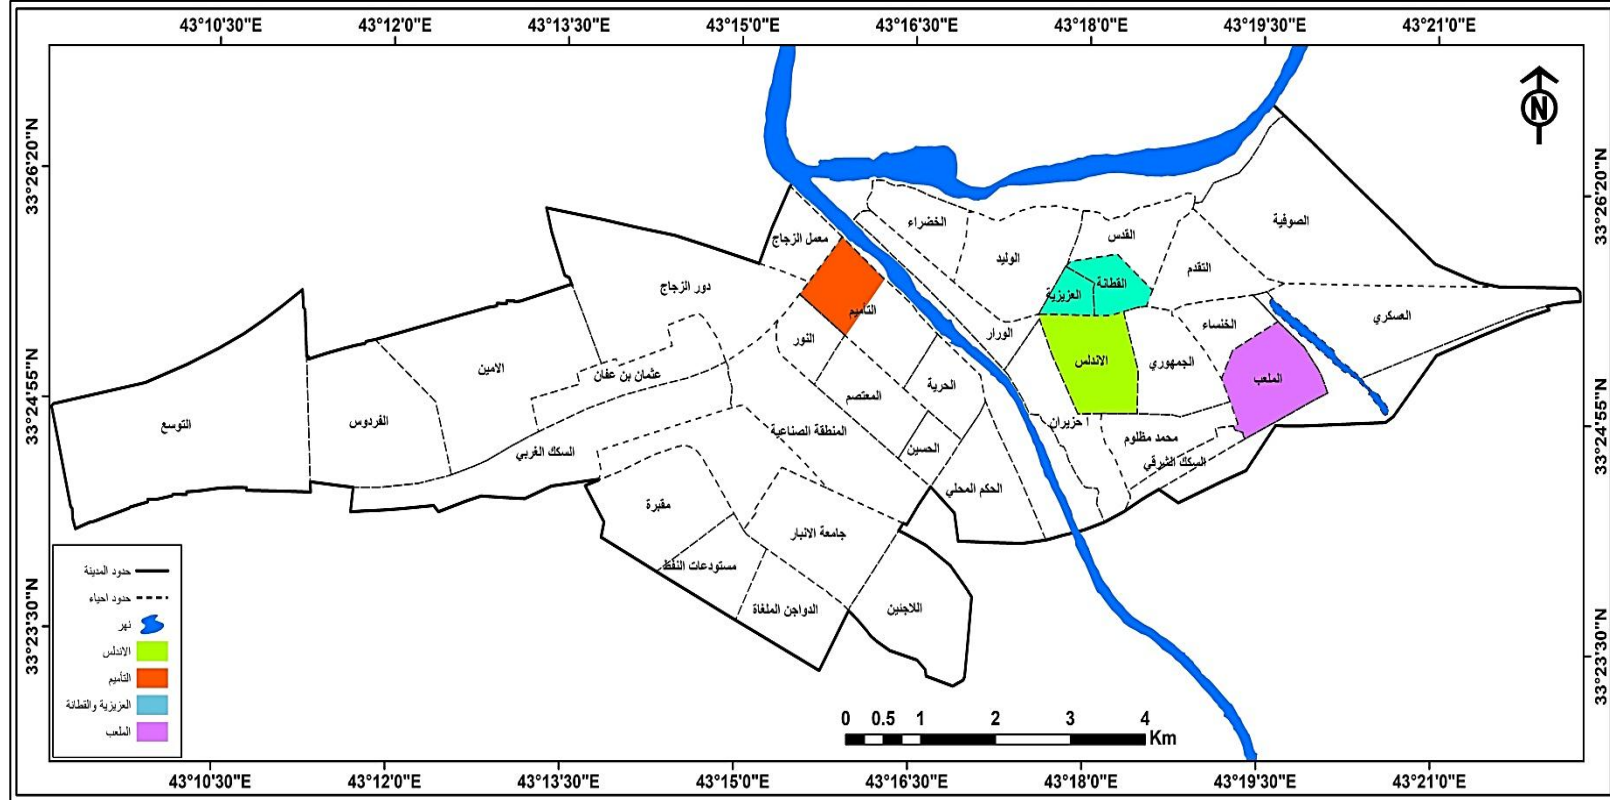 43°10'30"E 43°12'0"E 43°13'30"E 43°15'0"E 43°16'30"E 43°18'0"E 43°19'30"E 43°21'0"E
N
33°26'20"N
33°26'20"N
33°24'55"N
33°24'55"N
33°23'30"N
33°23'30"N
الصوفية
الخضراء
القدس
معمل الزجاج
الوليد
التقدم
القطانة
العزيزية
دور الزجاج
التأميم
العسكري
الخنساء
الورار
النور
الاندلس
الجمهوري
الملعب
الامين
عثمان بن عفان
الحرية
المعتصم
التوسع
الفردوس
حزيران
المنطقة الصناعية
محمد مظلوم
الحسين
السكك الغربي
السكك الشرقي
الحكم المحلي
مقبرة
جامعة الانبار
مستودعات النفط
الدواجن الملغاة
اللاجئين
حدود المدينة
حدود احياء
نهر
الاندلس
التأميم
العزيزية والقطانة
الملعب
0 0.5 1 2 3 4
Km
43°10'30"E 43°12'0"E 43°13'30"E 43°15'0"E 43°16'30"E 43°18'0"E 43°19'30"E 43°21'0"E